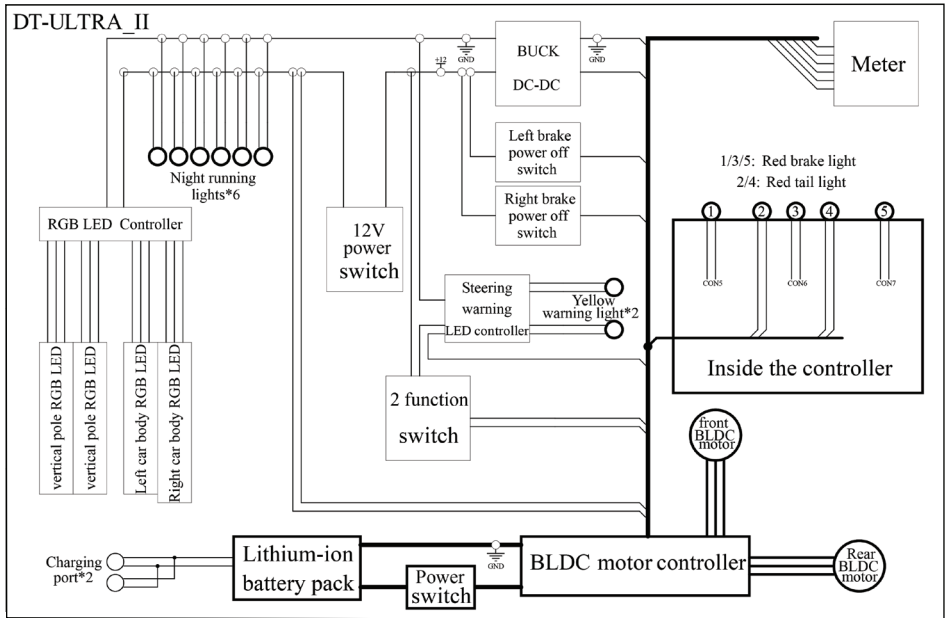 DT-ULTRA_II
BUCK
DC-DC
GND
GND
+12
Meter
Left brake
power off
switch
Right brake
power off
switch
Night running
lights*6
1/3/5: Red brake light
2/4: Red tail light
RGB LED Controller
12V
power
switch
1
2
3
4
5
CON5
CON6
CON7
Steering
warning
LED controller
Yellow
warning light*2
Inside the controller
vertical pole RGB LED
vertical pole RGB LED
Left car body RGB LED
Right car body RGB LED
2 function
switch
front
BLDC
motor
Charging
port*2
Lithium-ion
battery pack
GND
Power
switch
BLDC motor controller
Rear
BLDC
motor